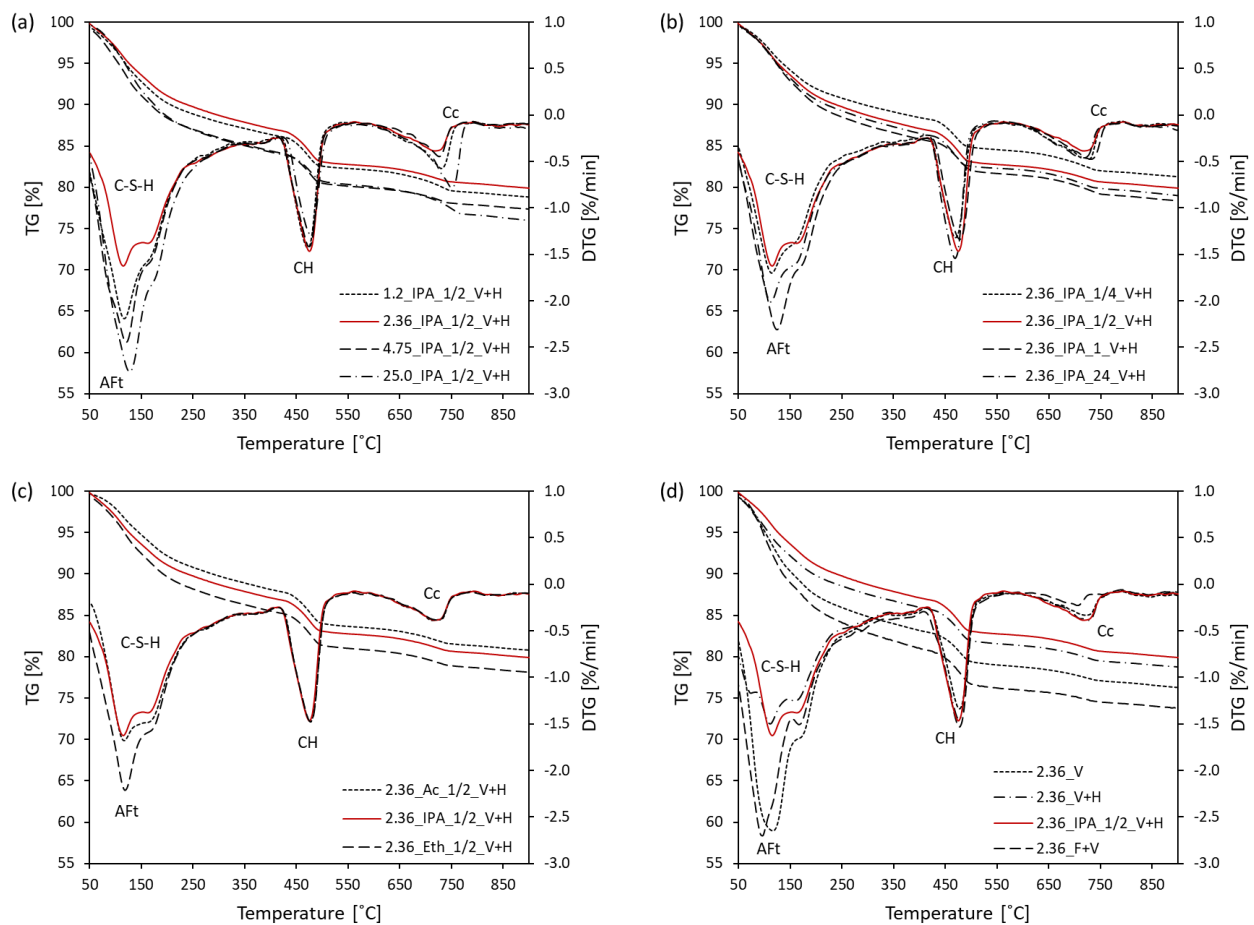 (a)
100
95
90
85
80
75
70
65
60
55
TG [%]
1.0
0.5
0.0
-0.5
-1.0
-1.5
-2.0
-2.5
-3.0
DTG [%/min]
Cc
C-S-H
CH
AFt
1.2_IPA_1/2_V+H
2.36_IPA_1/2_V+H
4.75_IPA_1/2_V+H
25.0_IPA_1/2_V+H
50 150 250 350 450 550 650 750 850
Temperature [˚C]
(b)
100
95
90
85
80
75
70
65
60
55
TG [%]
1.0
0.5
0.0
-0.5
-1.0
-1.5
-2.0
-2.5
-3.0
DTG [%/min]
Cc
C-S-H
CH
AFt
2.36_IPA_1/4_V+H
2.36_IPA_1/2_V+H
2.36_IPA_1_V+H
2.36_IPA_24_V+H
50 150 250 350 450 550 650 750 850
Temperature [˚C]
(c)
100
95
90
85
80
75
70
65
60
55
TG [%]
1.0
0.5
0.0
-0.5
-1.0
-1.5
-2.0
-2.5
-3.0
DTG [%/min]
Cc
C-S-H
CH
AFt
2.36_Ac_1/2_V+H
2.36_IPA_1/2_V+H
2.36_Eth_1/2_V+H
50 150 250 350 450 550 650 750 850
Temperature [˚C]
(d)
100
95
90
85
80
75
70
65
60
55
TG [%]
1.0
0.5
0.0
-0.5
-1.0
-1.5
-2.0
-2.5
-3.0
DTG [%/min]
Cc
C-S-H
CH
AFt
2.36_V
2.36_V+H
2.36_IPA_1/2_V+H
2.36_F+V
50 150 250 350 450 550 650 750 850
Temperature [˚C]